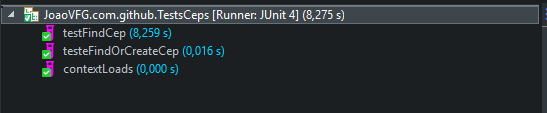 JoaoVFG.com.github.TestsCeps [Runner: JUnit 4] (8,275 s)
testFindCep (8,259 s)
testeFindOrCreateCep (0,016 s)
contextLoads (0,000 s)